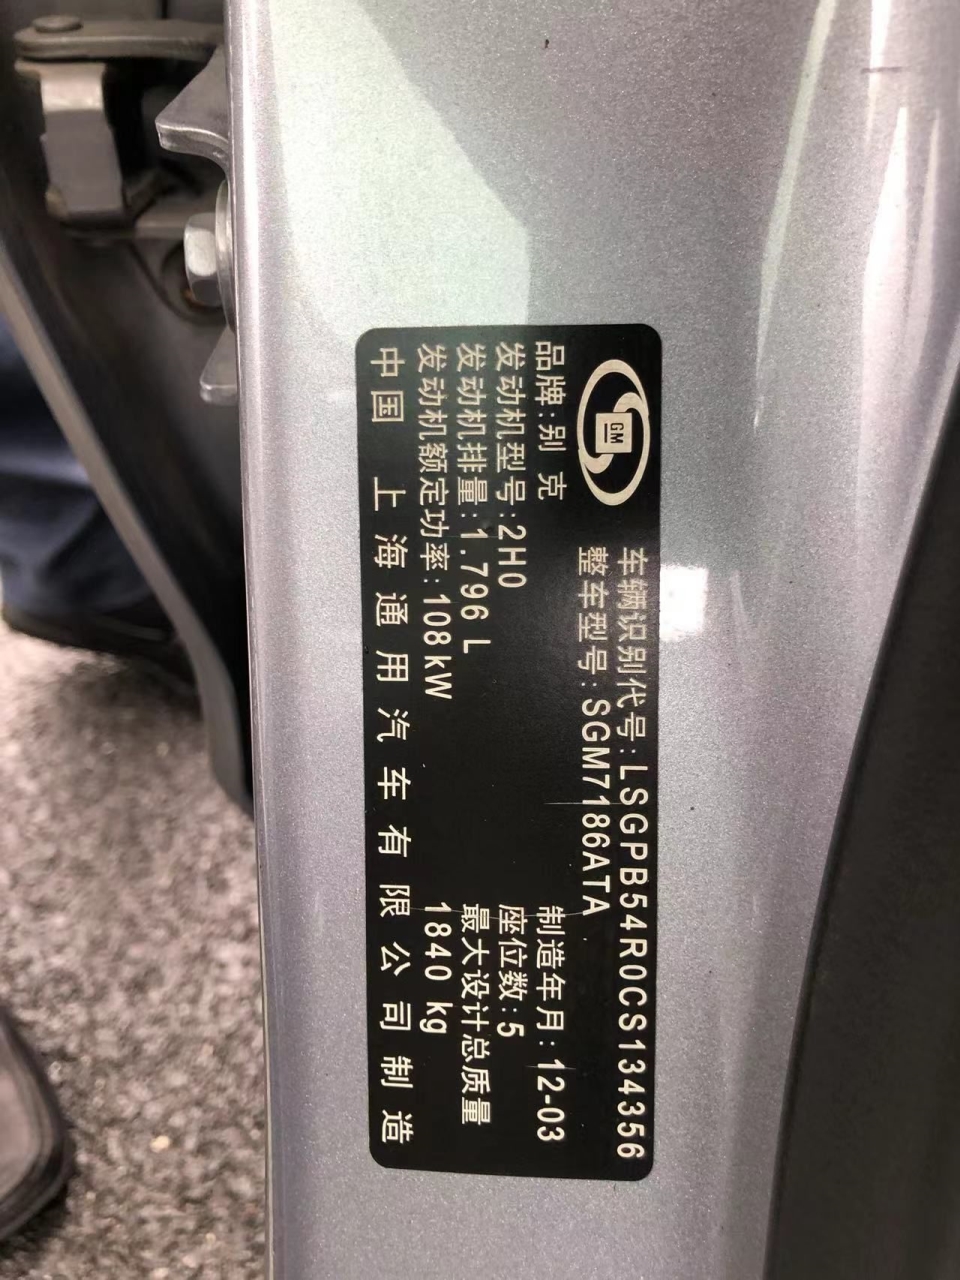 GM
车辆识别代号:LSGPB54R0CS134356
整车型号:SGM7186ATA
品牌:别克 制造年月:12-03
发动机型号:2H0 座位数:5
发动机排量:1.796L 最大设计总质量
发动机额定功率:108kW 1840 kg
中国 上海通用汽车有限公司制造